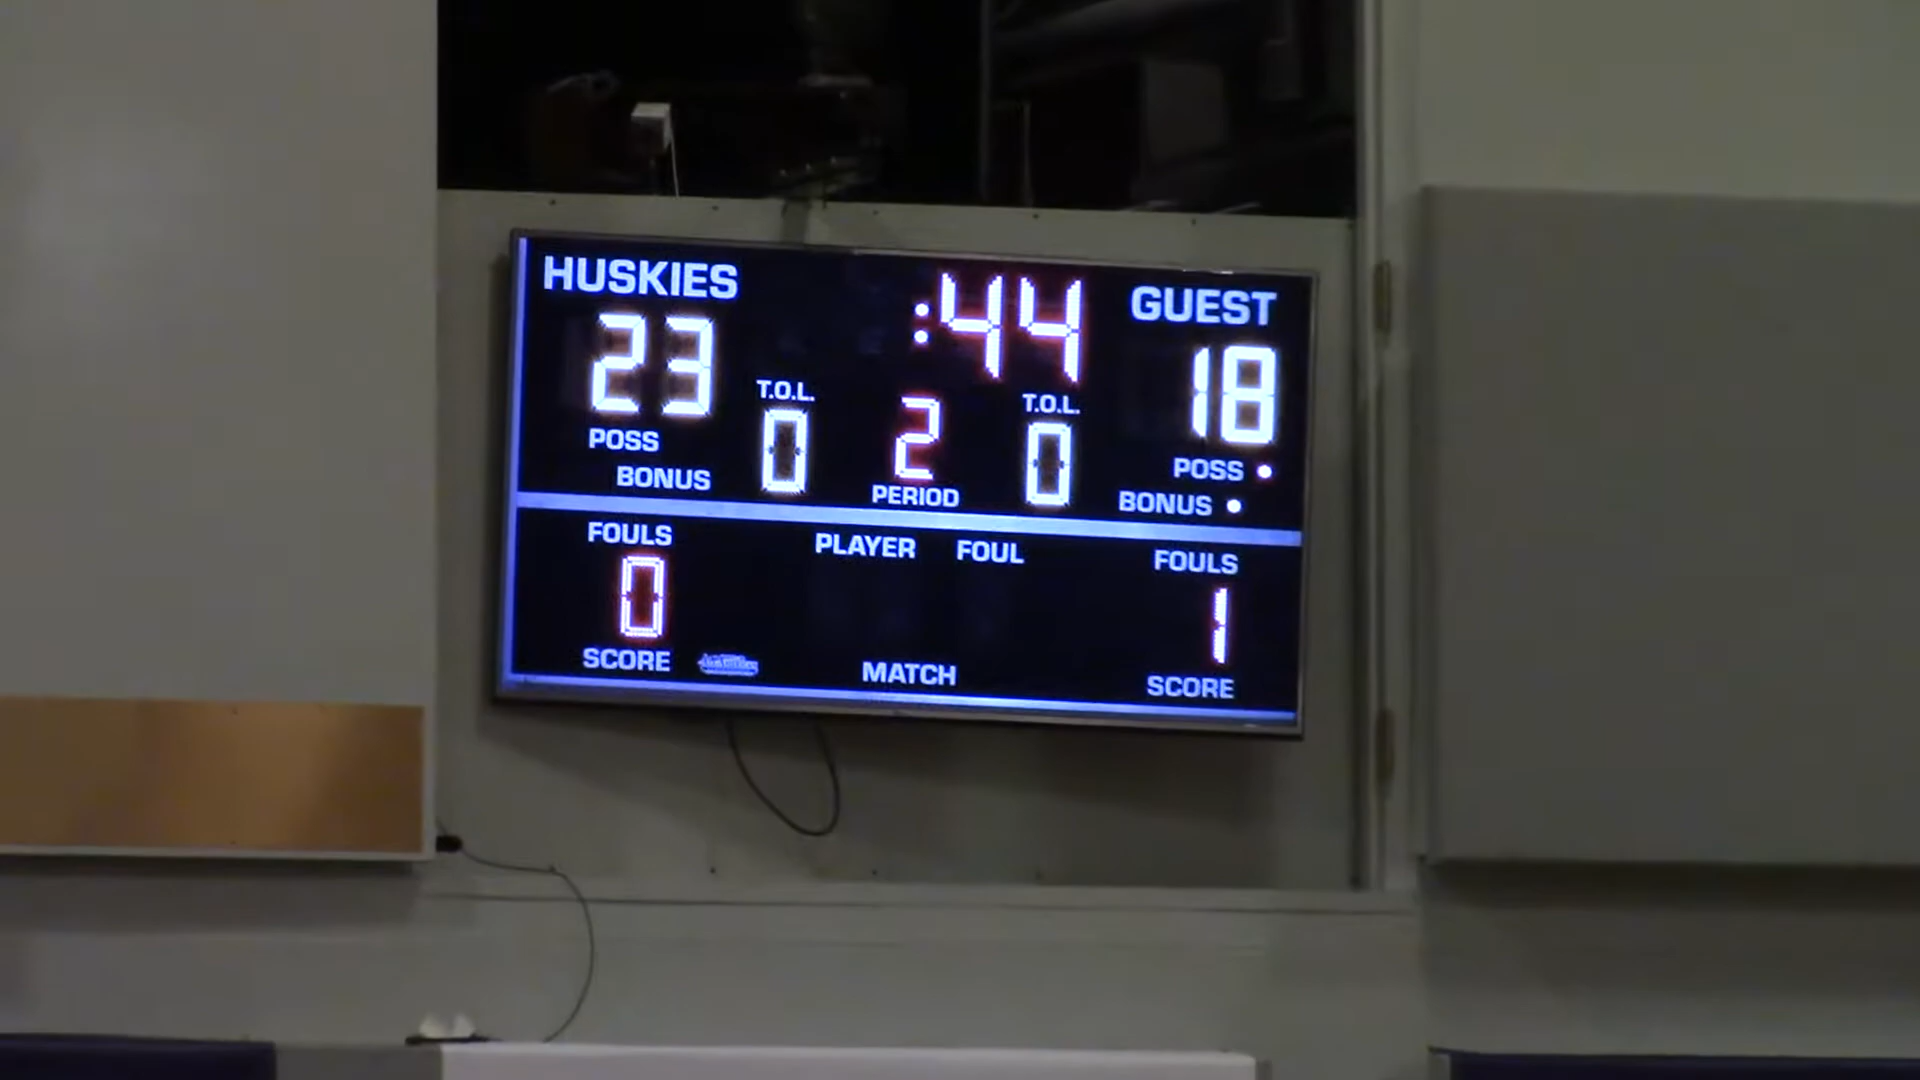 HUSKIES :44 GUEST
23 18
T.O.L. T.O.L.
0 2 0
POSS POSS
BONUS PERIOD BONUS
FOULS PLAYER FOUL FOULS
0 1
SCORE MATCH SCORE